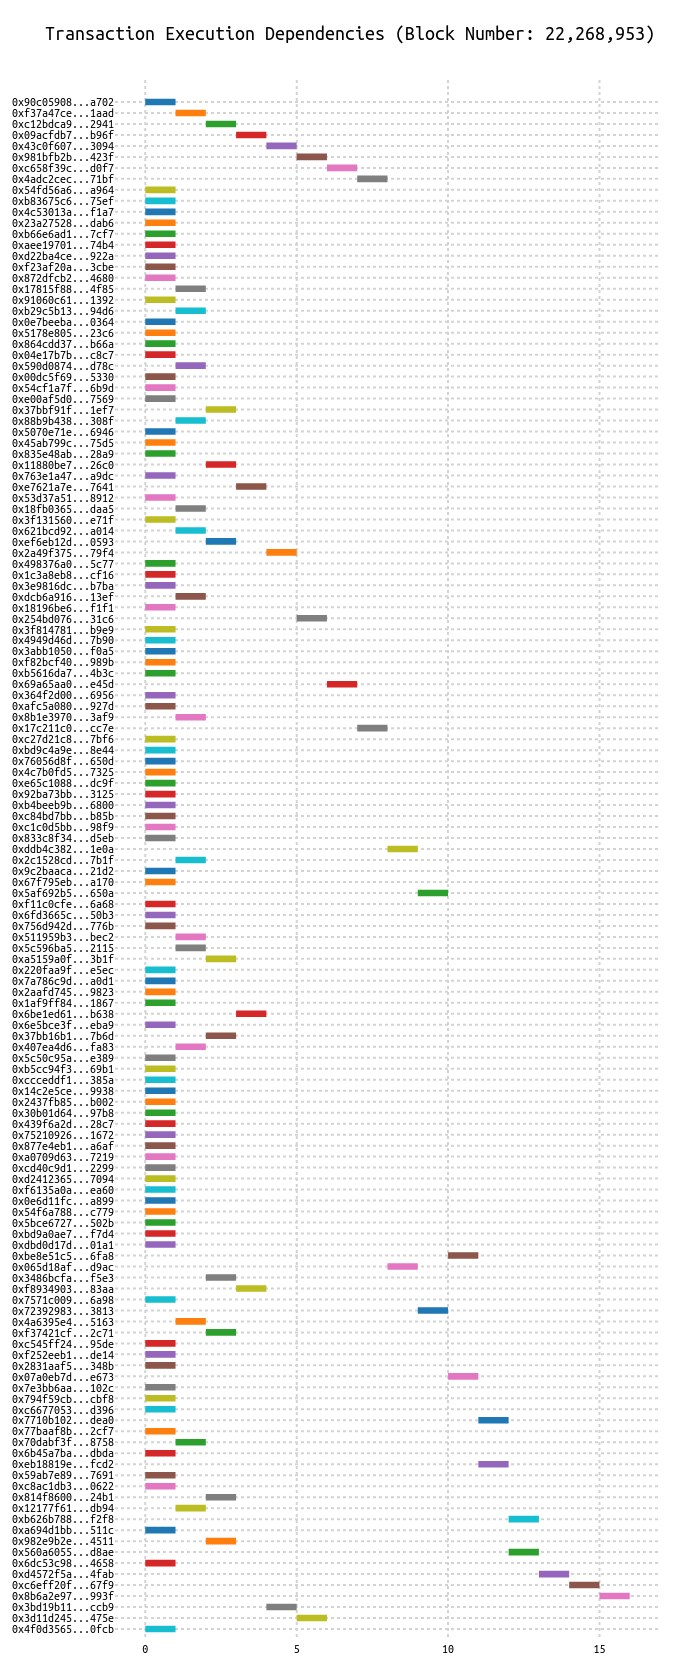 Transaction Execution Dependencies (Block Number: 22,268,953)
0x90c05908...a702
0xf37a47ce...1aad
0xc12bdca9...2941
0x09acfdb7...b96f
0x43c0f607...3094
0x981bfb2b...423f
0xc658f39c...d0f7
0x4adc2cec...71bf
0x54fd56a6...a964
0xb83675c6...75ef
0x4c53013a...f1a7
0x23a27528...dab6
0xb66e6ad1...7cf7
0xaee19701...74b4
0xd22ba4ce...922a
0xf23af20a...3cbe
0x872dfcb2...4680
0x17815f88...4f85
0x91060c61...1392
0xb29c5b13...94d6
0x0e7beeba...0364
0x5178e805...23c6
0x864cdd37...b66a
0x04e17b7b...c8c7
0x590d0874...d78c
0x00dc5f69...5330
0x54cf1a7f...6b9d
0xe00af5d0...7569
0x37bbf91f...1ef7
0x88b9b438...308f
0x5070e71e...6946
0x45ab799c...75d5
0x835e48ab...28a9
0x11880be7...26c0
0x763e1a47...a9dc
0xe7621a7e...7641
0x53d37a51...8912
0x18fb0365...daa5
0x3f131560...e71f
0x621bcd92...a014
0xef6eb12d...0593
0x2a49f375...79f4
0x498376a0...5c77
0x1c3a8eb8...cf16
0x3e9816dc...b7ba
0xdcb6a916...13ef
0x18196be6...f1f1
0x254bd076...31c6
0x3f814781...b9e9
0x4949d46d...7b90
0x3abb1050...f0a5
0xf82bcf40...989b
0xb5616da7...4b3c
0x69a65aa0...e45d
0x364f2d00...6956
0xafc5a080...927d
0x8b1e3970...3af9
0x17c211c0...cc7e
0xc27d21c8...7bf6
0xbd9c4a9e...8e44
0x76056d8f...650d
0x4c7b0fd5...7325
0xe65c1088...dc9f
0x92ba73bb...3125
0xb4beeb9b...6800
0xc84bd7bb...b85b
0xc1c0d5bb...98f9
0x833c8f34...d5eb
0xddb4c382...1e0a
0x2c1528cd...7b1f
0x9c2baaca...21d2
0x67f795eb...a170
0x5af692b5...650a
0xf11c0cfe...6a68
0x6fd3665c...50b3
0x756d942d...776b
0x511959b3...bec2
0x5c596ba5...2115
0xa5159a0f...3b1f
0x220faa9f...e5ec
0x7a786c9d...a0d1
0x2aafd745...9823
0x1af9ff84...1867
0x6be1ed61...b638
0x6e5bce3f...eba9
0x37bb16b1...7b6d
0x407ea4d6...fa83
0x5c50c95a...e389
0xb5cc94f3...69b1
0xccceddf1...385a
0x14c2e5ce...9938
0x2437fb85...b002
0x30b01d64...97b8
0x439f6a2d...28c7
0x75210926...1672
0x877e4eb1...a6af
0xa0709d63...7219
0xcd40c9d1...2299
0xd2412365...7094
0xf6135a0a...ea60
0x0e6d11fc...a899
0x54f6a788...c779
0x5bce6727...502b
0xbd9a0ae7...f7d4
0xdbd0d17d...01a1
0xbe8e51c5...6fa8
0x065d18af...d9ac
0x3486bcfa...f5e3
0xf8934903...83aa
0x7571c009...6a98
0x72392983...3813
0x4a6395e4...5163
0xf37421cf...2c71
0xc545ff24...95de
0xf252eeb1...de14
0x2831aaf5...348b
0x07a0eb7d...e673
0x7e3bb6aa...102c
0x794f59cb...cbf8
0xc6677053...d396
0x7710b102...dea0
0x77baaf8b...2cf7
0x70dabf3f...8758
0x6b45a7ba...dbda
0xeb18819e...fcd2
0x59ab7e89...7691
0xc8ac1db3...0622
0x814f8600...24b1
0x12177f61...db94
0xb626b788...f2f8
0xa694d1bb...511c
0x982e9b2e...4511
0x560a6055...d8ae
0x6dc53c98...4658
0xd4572f5a...4fab
0xc6eff20f...67f9
0x8b6a2e97...993f
0x3bd19b11...ccb9
0x3d11d245...475e
0x4f0d3565...0fcb
0 5 10 15